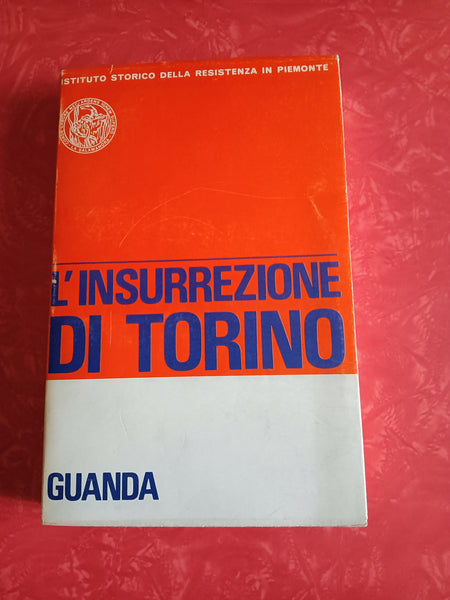 ISTITUTO STORICO DELLA RESISTENZA IN PIEMONTE
L'INSURREZIONE
DI TORINO
GUANDA